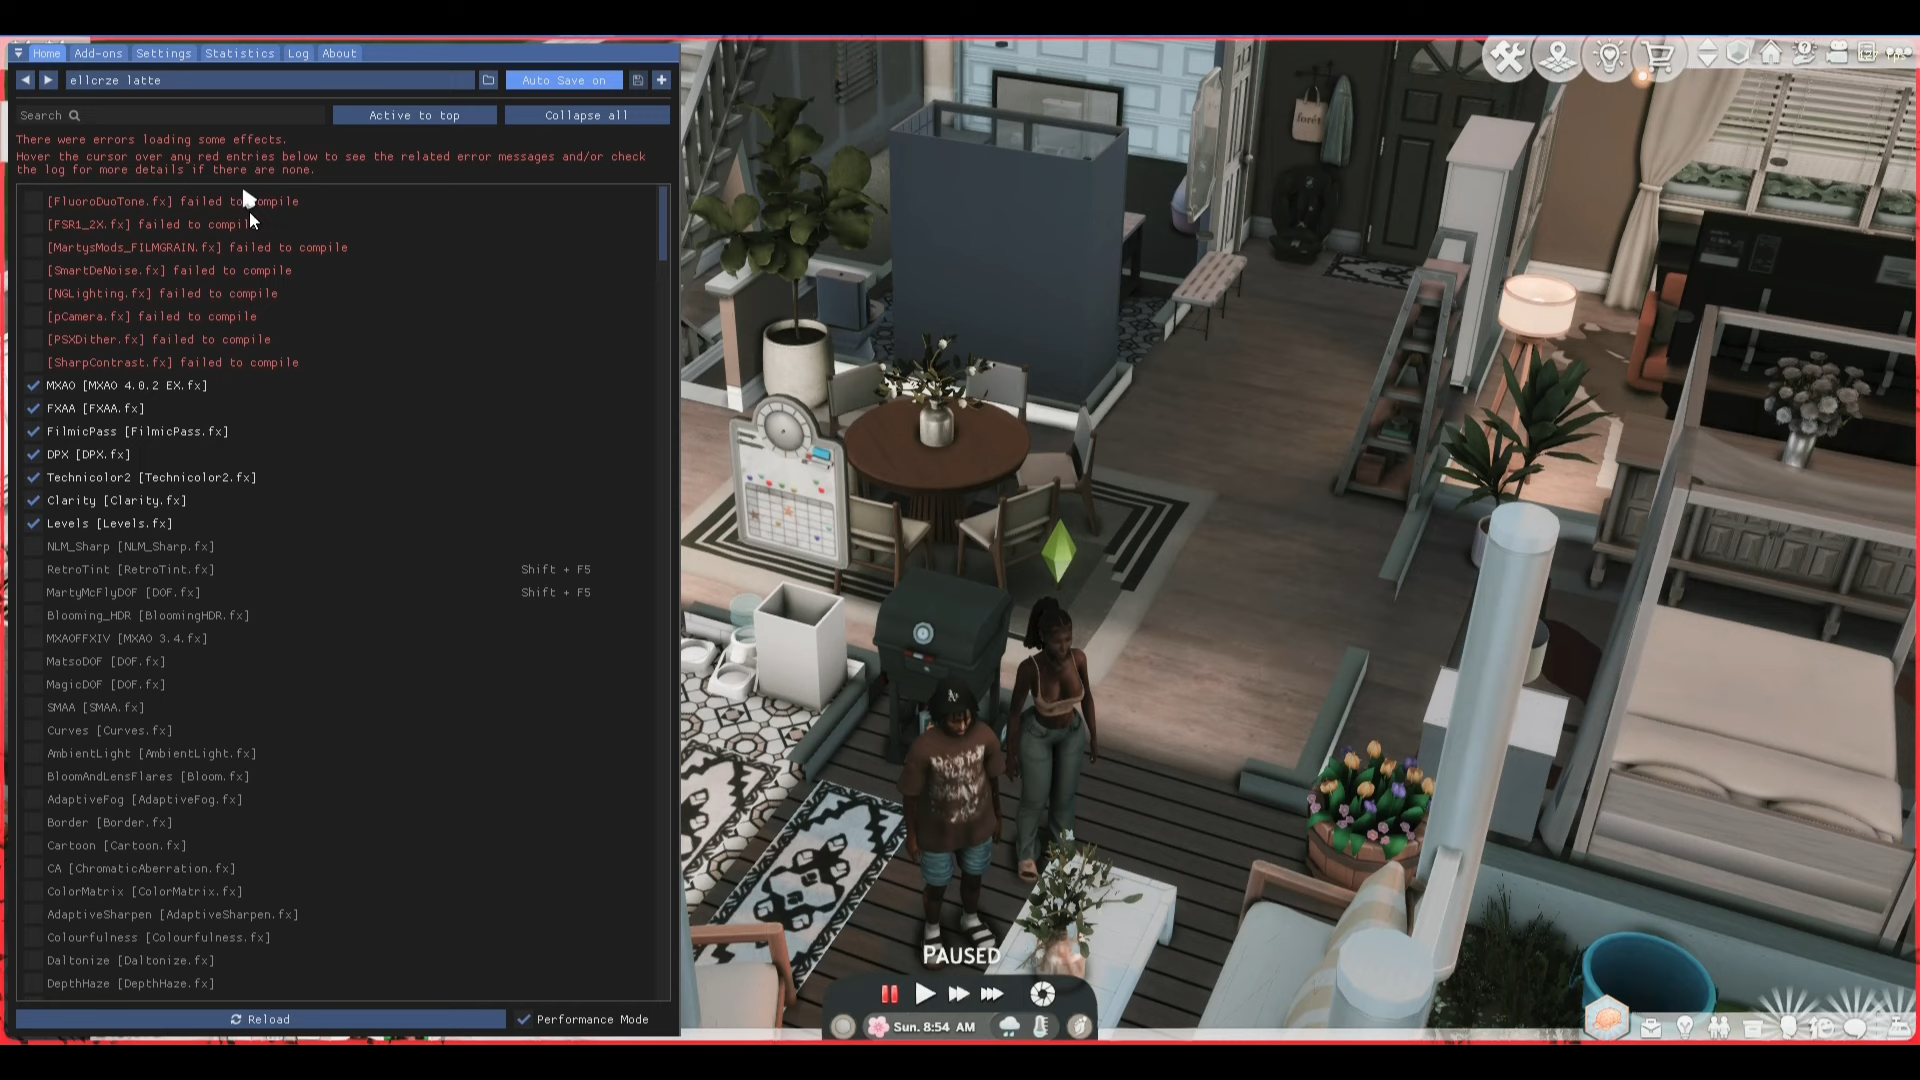 Home Add-ons Settings Statistics Log About
ellcrze latte Auto Save on
Search Active to top Collapse all
There were errors loading some effects.
Hover the cursor over any red entries below to see the related error messages and/or check
the log for more details if there are none.
[FluoroDuoTone.fx] failed to compile
[FSR1_2X.fx] failed to compile
[MartysMods_FILMGRAIN.fx] failed to compile
[SmartDeNoise.fx] failed to compile
[NGLighting.fx] failed to compile
[pCamera.fx] failed to compile
[PSXDither.fx] failed to compile
[SharpContrast.fx] failed to compile
MXAO [MXAO 4.0.2 EX.fx]
FXAA [FXAA.fx]
FilmicPass [FilmicPass.fx]
DPX [DPX.fx]
Technicolor2 [Technicolor2.fx]
Clarity [Clarity.fx]
Levels [Levels.fx]
NLM_Sharp [NLM_Sharp.fx]
RetroTint [RetroTint.fx] Shift + F5
MartyMcFlyDOF [DOF.fx] Shift + F5
Blooming_HDR [BloomingHDR.fx]
MXAOFFXIV [MXAO 3.4.fx]
MatsoDOF [DOF.fx]
MagicDOF [DOF.fx]
SMAA [SMAA.fx]
Curves [Curves.fx]
AmbientLight [AmbientLight.fx]
BloomAndLensFlares [Bloom.fx]
AdaptiveFog [AdaptiveFog.fx]
Border [Border.fx]
Cartoon [Cartoon.fx]
CA [ChromaticAberration.fx]
ColorMatrix [ColorMatrix.fx]
AdaptiveSharpen [AdaptiveSharpen.fx]
Colourfulness [Colourfulness.fx]
Daltonize [Daltonize.fx]
DepthHaze [DepthHaze.fx]
Reload Performance Mode
forêt
PAUSED
Sun. 8:54 AM